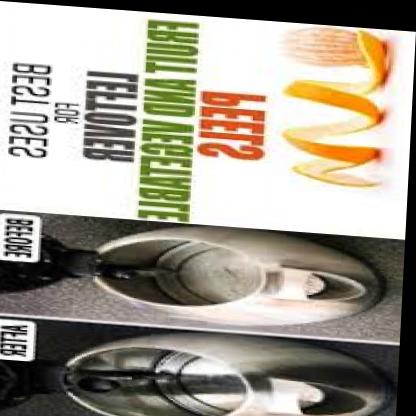 BEST USES
FOR
LEFTOVER
FRUIT AND VEGETABLE
PEELS
BEFORE
AFTER